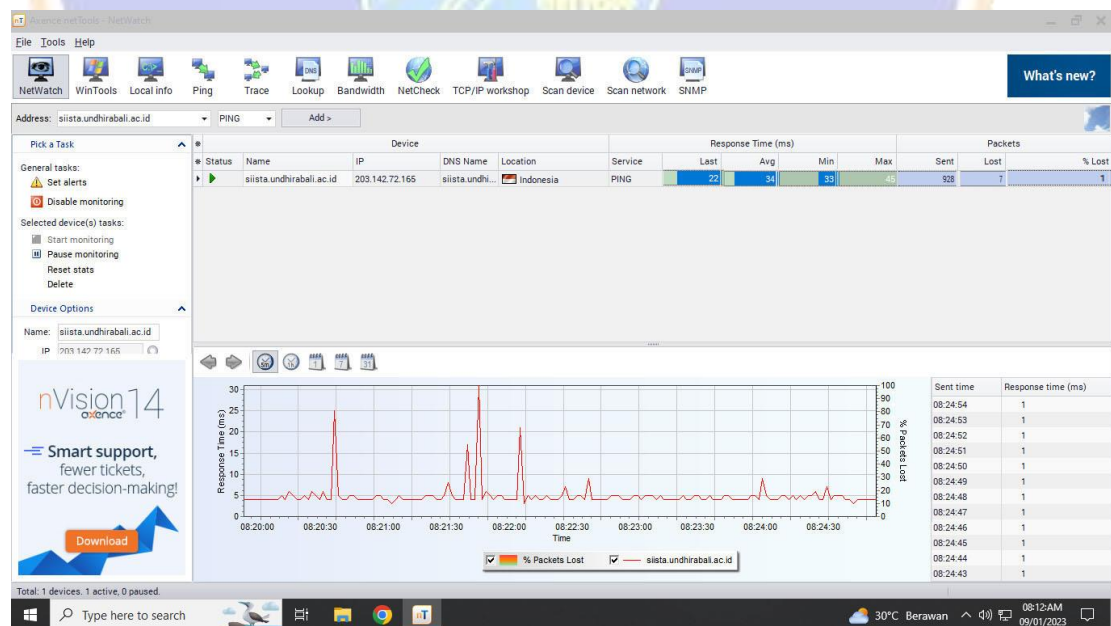 Axence netTools - NetWatch
File Tools Help
NetWatch WinTools Local info Ping Trace Lookup Bandwidth NetCheck TCP/IP workshop Scan device Scan network SNMP
What's new?
Address: siista.undhirabali.ac.id PING Add >
Pick a Task
General tasks:
Set alerts
Disable monitoring
Selected device(s) tasks:
Start monitoring
Pause monitoring
Reset stats
Delete
Device Options
Name: siista.undhirabali.ac.id
IP 203.142.72.165
Device Response Time (ms) Packets
Status Name IP DNS Name Location Service Last Avg Min Max Sent Lost % Lost
siista.undhirabali.ac.id 203.142.72.165 siista.undhi... Indonesia PING 22 34 33 45 928 7 1
nVision 14
axence
Smart support,
fewer tickets,
faster decision-making!
Download
Response Time (ms)
30
25
20
15
10
5
0
100
90
80
70
60
50
40
30
20
10
0
% Packets Lost
08:20:00 08:20:30 08:21:00 08:21:30 08:22:00 08:22:30 08:23:00 08:23:30 08:24:00 08:24:30
Time
% Packets Lost siista.undhirabali.ac.id
Sent time Response time (ms)
08:24:54 1
08:24:53 1
08:24:52 1
08:24:51 1
08:24:50 1
08:24:49 1
08:24:48 1
08:24:47 1
08:24:46 1
08:24:45 1
08:24:44 1
08:24:43 1
Total: 1 devices. 1 active, 0 paused.
Type here to search
30°C Berawan
08:12:AM
09/01/2023